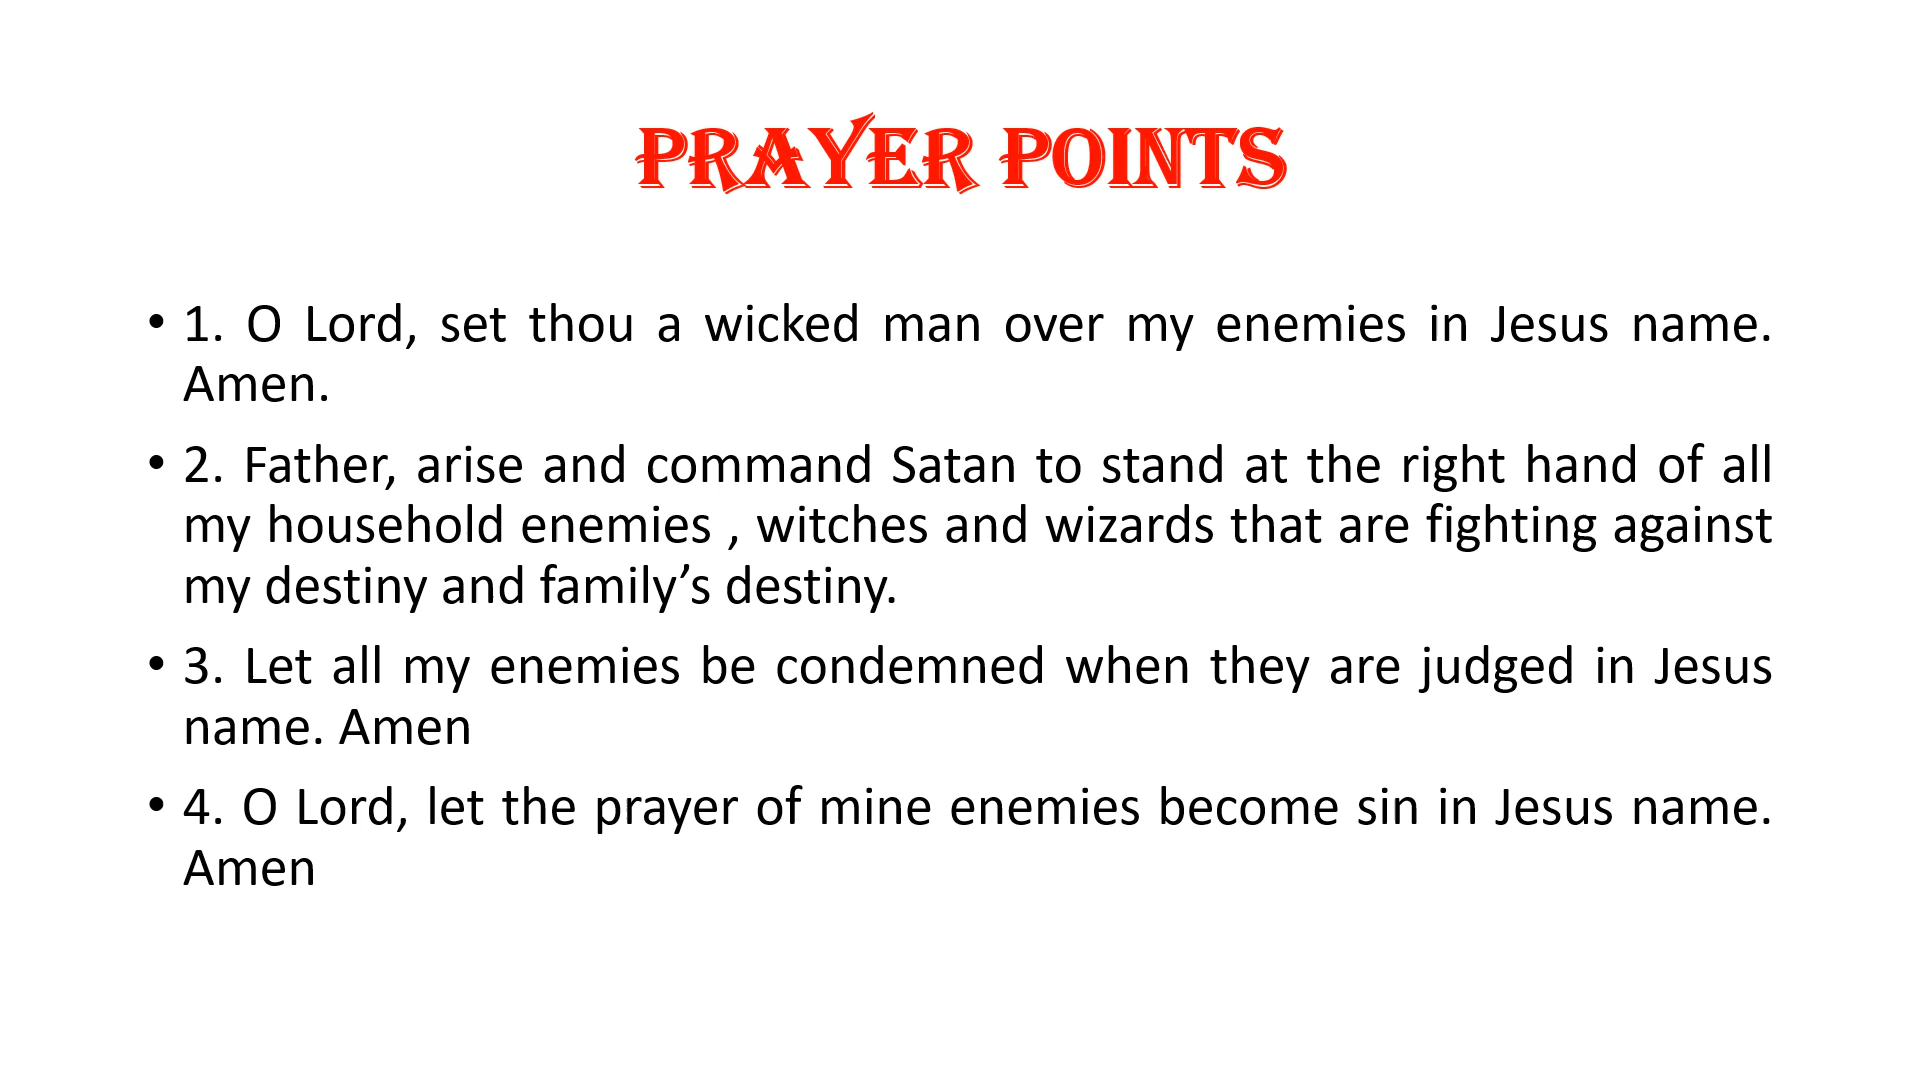 PRAYER POINTS
• 1. O Lord, set thou a wicked man over my enemies in Jesus name.
Amen.
• 2. Father, arise and command Satan to stand at the right hand of all
my household enemies , witches and wizards that are fighting against
my destiny and family’s destiny.
• 3. Let all my enemies be condemned when they are judged in Jesus
name. Amen
• 4. O Lord, let the prayer of mine enemies become sin in Jesus name.
Amen